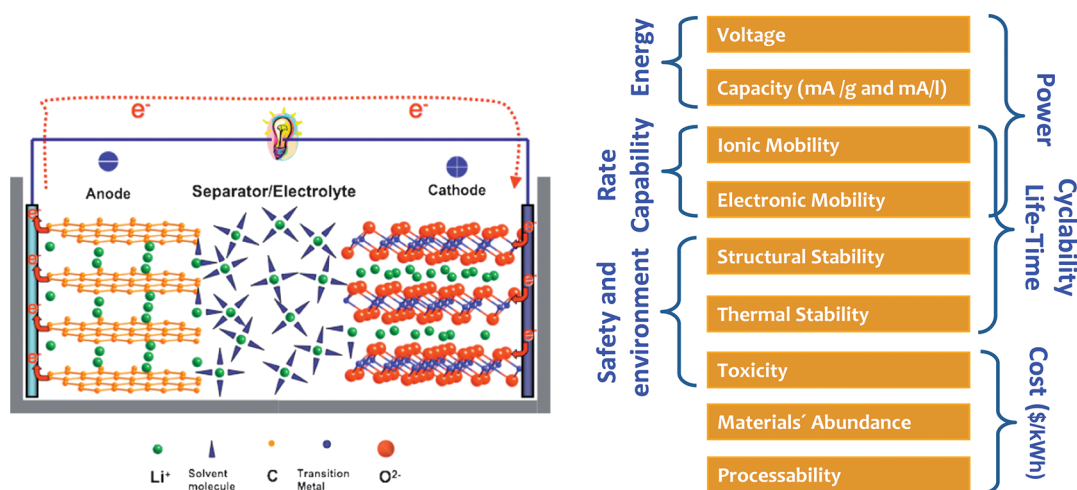 e⁻
e⁻
Anode
Separator/Electrolyte
Cathode
e⁻
e⁻
e⁻
e⁻
e⁻
e⁻
e⁻
e⁻
Li⁺
Solvent
molecule
C
Transition
Metal
O²⁻
Energy
Rate
Capability
Safety and
environment
Voltage
Capacity (mA /g and mA/l)
Ionic Mobility
Electronic Mobility
Structural Stability
Thermal Stability
Toxicity
Materials´ Abundance
Processability
Power
Cyclability
Life-Time
Cost ($/kWh)